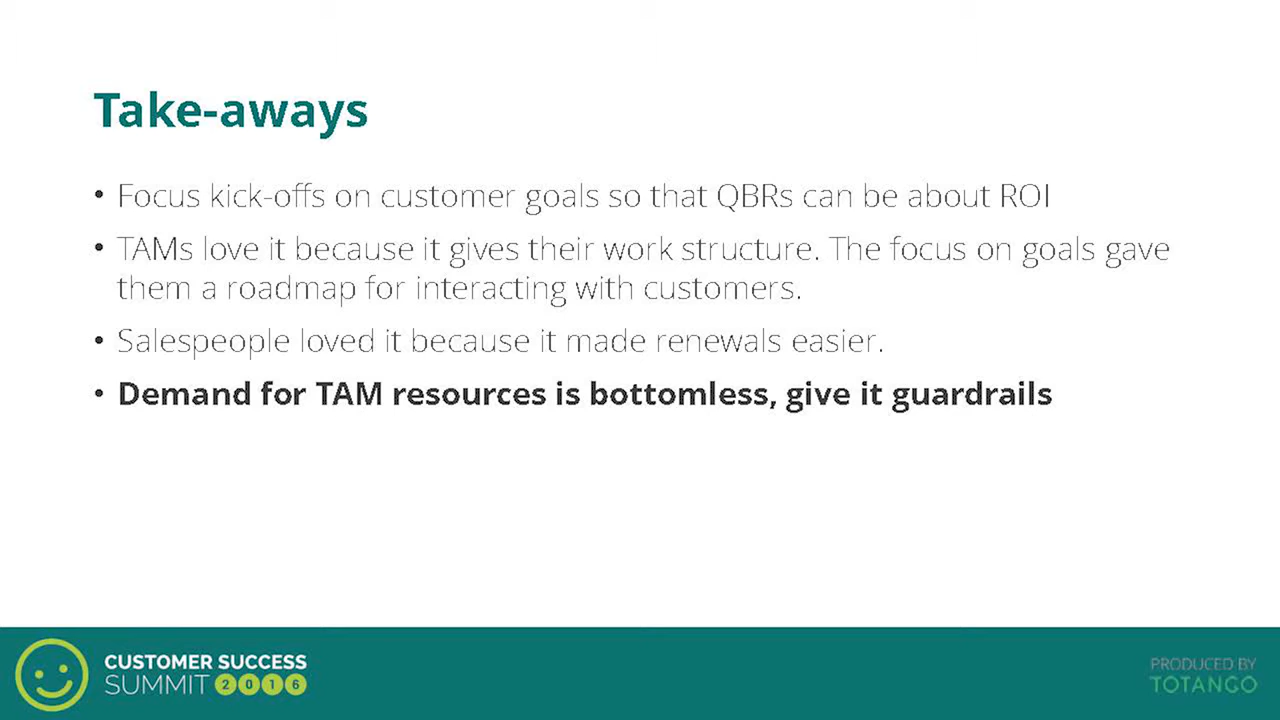 Take-aways
• Focus kick-offs on customer goals so that QBRs can be about ROI
• TAMs love it because it gives their work structure. The focus on goals gave
them a roadmap for interacting with customers.
• Salespeople loved it because it made renewals easier.
• Demand for TAM resources is bottomless, give it guardrails
CUSTOMER SUCCESS
SUMMIT 2016
PRODUCED BY
TOTANGO